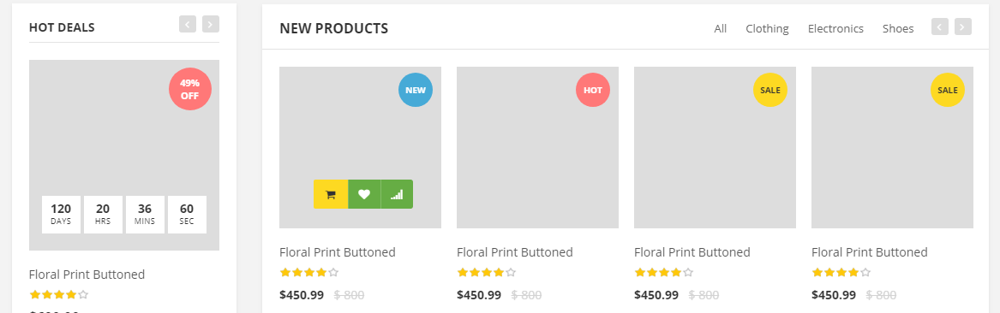 HOT DEALS
49%
OFF
120 20 36 60
DAYS HRS MINS SEC
Floral Print Buttoned
NEW PRODUCTS All Clothing Electronics Shoes
NEW HOT SALE SALE
Floral Print Buttoned Floral Print Buttoned Floral Print Buttoned Floral Print Buttoned
$450.99 $ 800 $450.99 $ 800 $450.99 $ 800 $450.99 $ 800